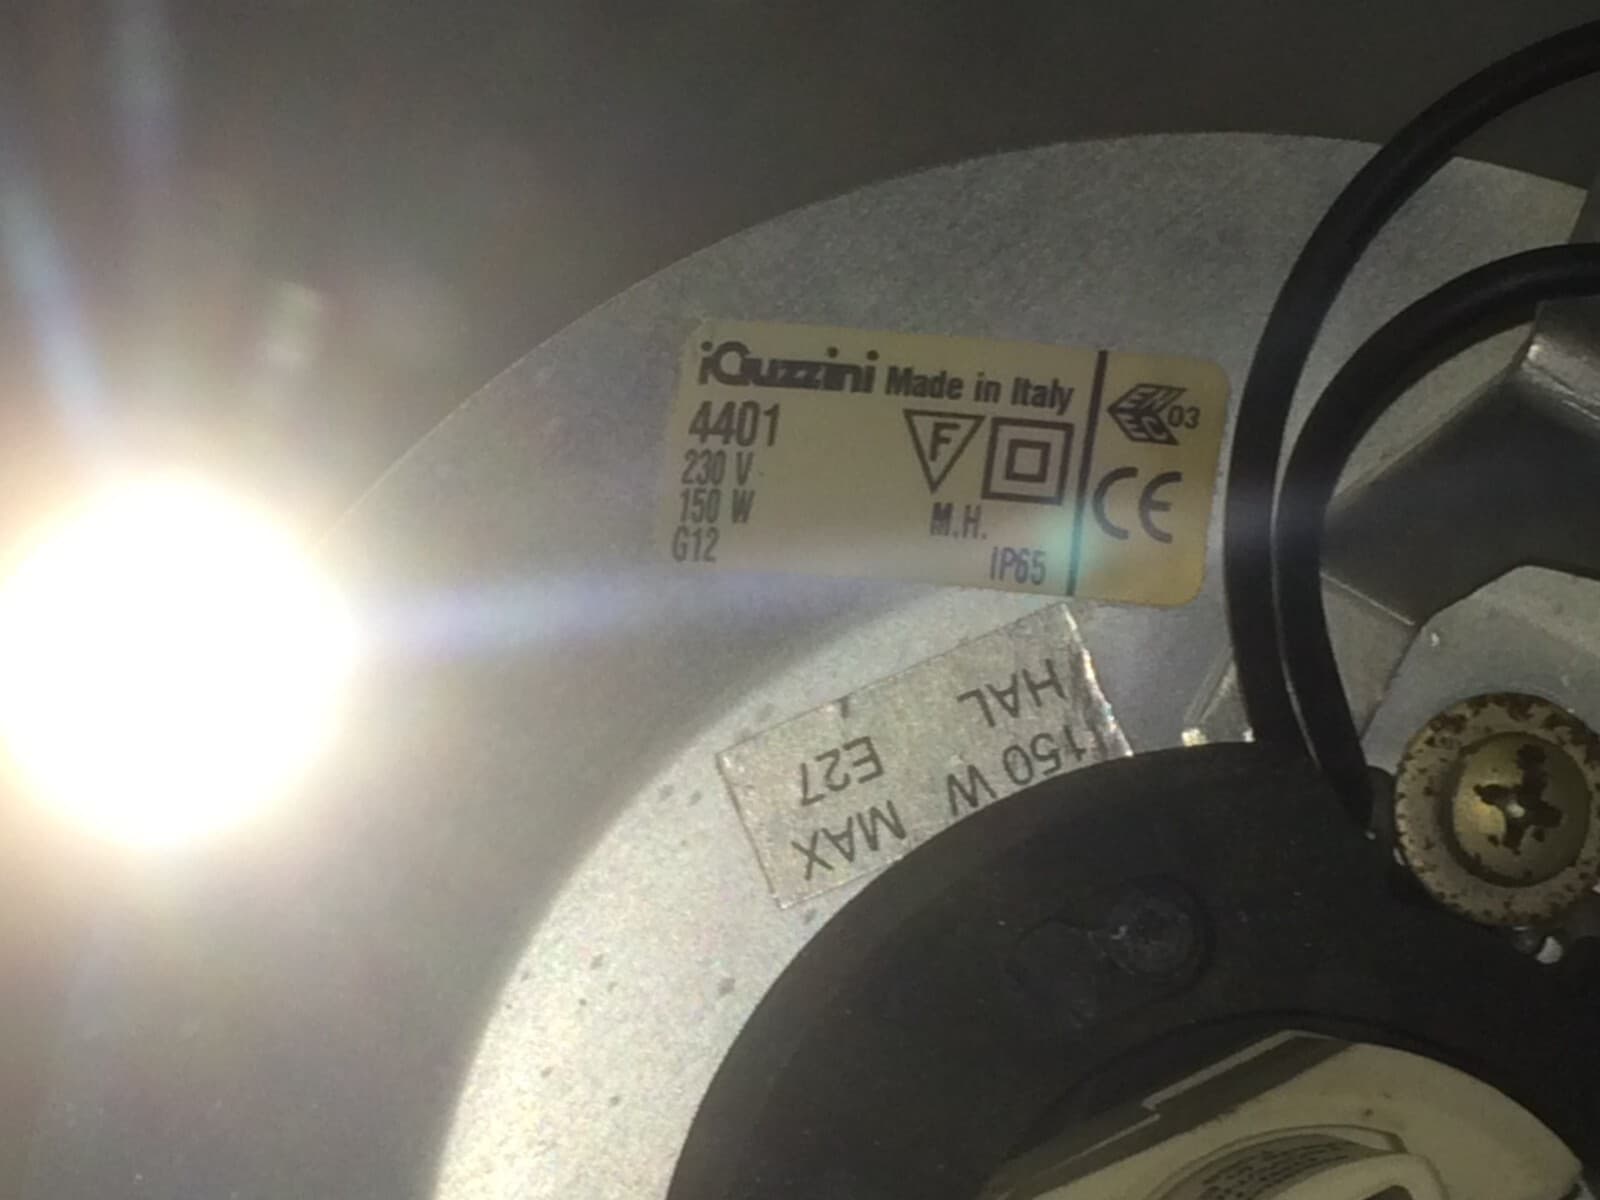 iGuzzini Made in Italy
4401
230 V
150 W
G12
F
M.H.
IP65
03
CE
MAX 150 W
E27 HAL